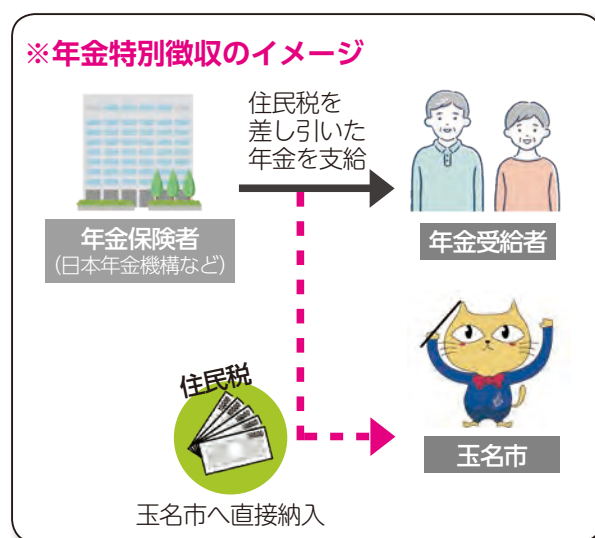 ※年金特別徴収のイメージ
住民税を
差し引いた
年金を支給
年金保険者
(日本年金機構など)
年金受給者
住民税
玉名市
玉名市へ直接納入